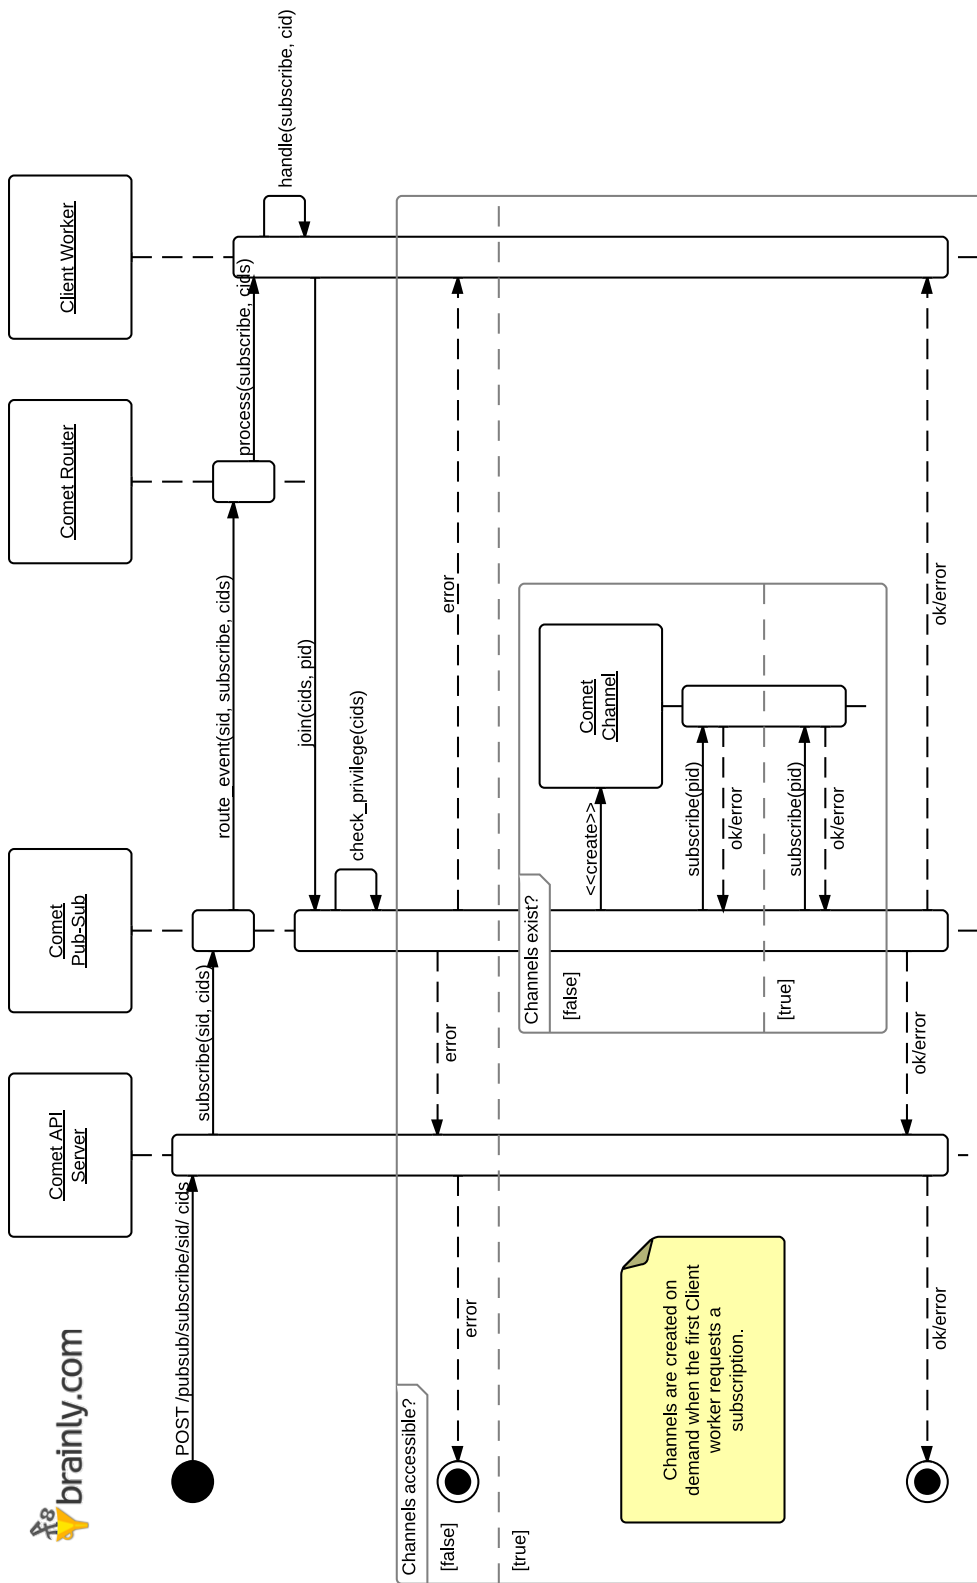 brainly.com
Comet API
Server
Comet
Pub-Sub
Comet Router
Client Worker
POST /pubsub/subscribe/sid/ cids
subscribe(sid, cids)
route_event(sid, subscribe, cids)
process(subscribe, cids)
handle(subscribe, cid)
join(cids, pid)
check_privilege(cids)
Channels accessible?
[false]
error
error
error
[true]
Channels exist?
[false]
<<create>>
Comet
Channel
subscribe(pid)
ok/error
[true]
subscribe(pid)
ok/error
Channels are created on
demand when the first Client
worker requests a
subscription.
ok/error
ok/error
ok/error